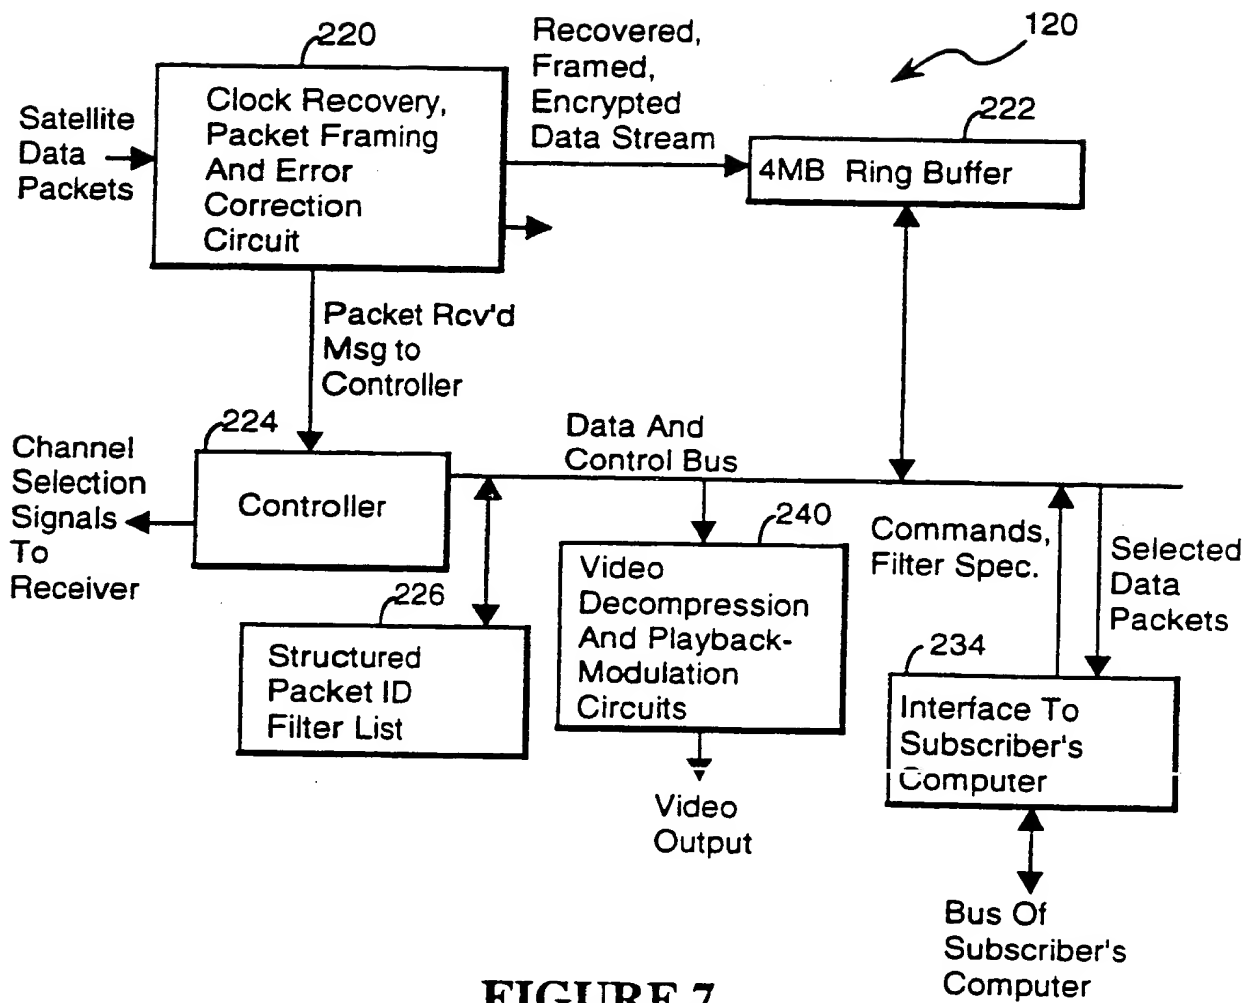 220
Recovered,
Framed,
Encrypted
Data Stream
120
Satellite
Data
Packets
Clock Recovery,
Packet Framing
And Error
Correction
Circuit
222
4MB Ring Buffer
Packet Rcv'd
Msg to
Controller
224
Channel
Selection
Signals
To
Receiver
Controller
Data And
Control Bus
226
Structured
Packet ID
Filter List
240
Video
Decompression
And Playback-
Modulation
Circuits
Video
Output
Commands,
Filter Spec.
Selected
Data
Packets
234
Interface To
Subscriber's
Computer
Bus Of
Subscriber's
Computer
FIGURE 7